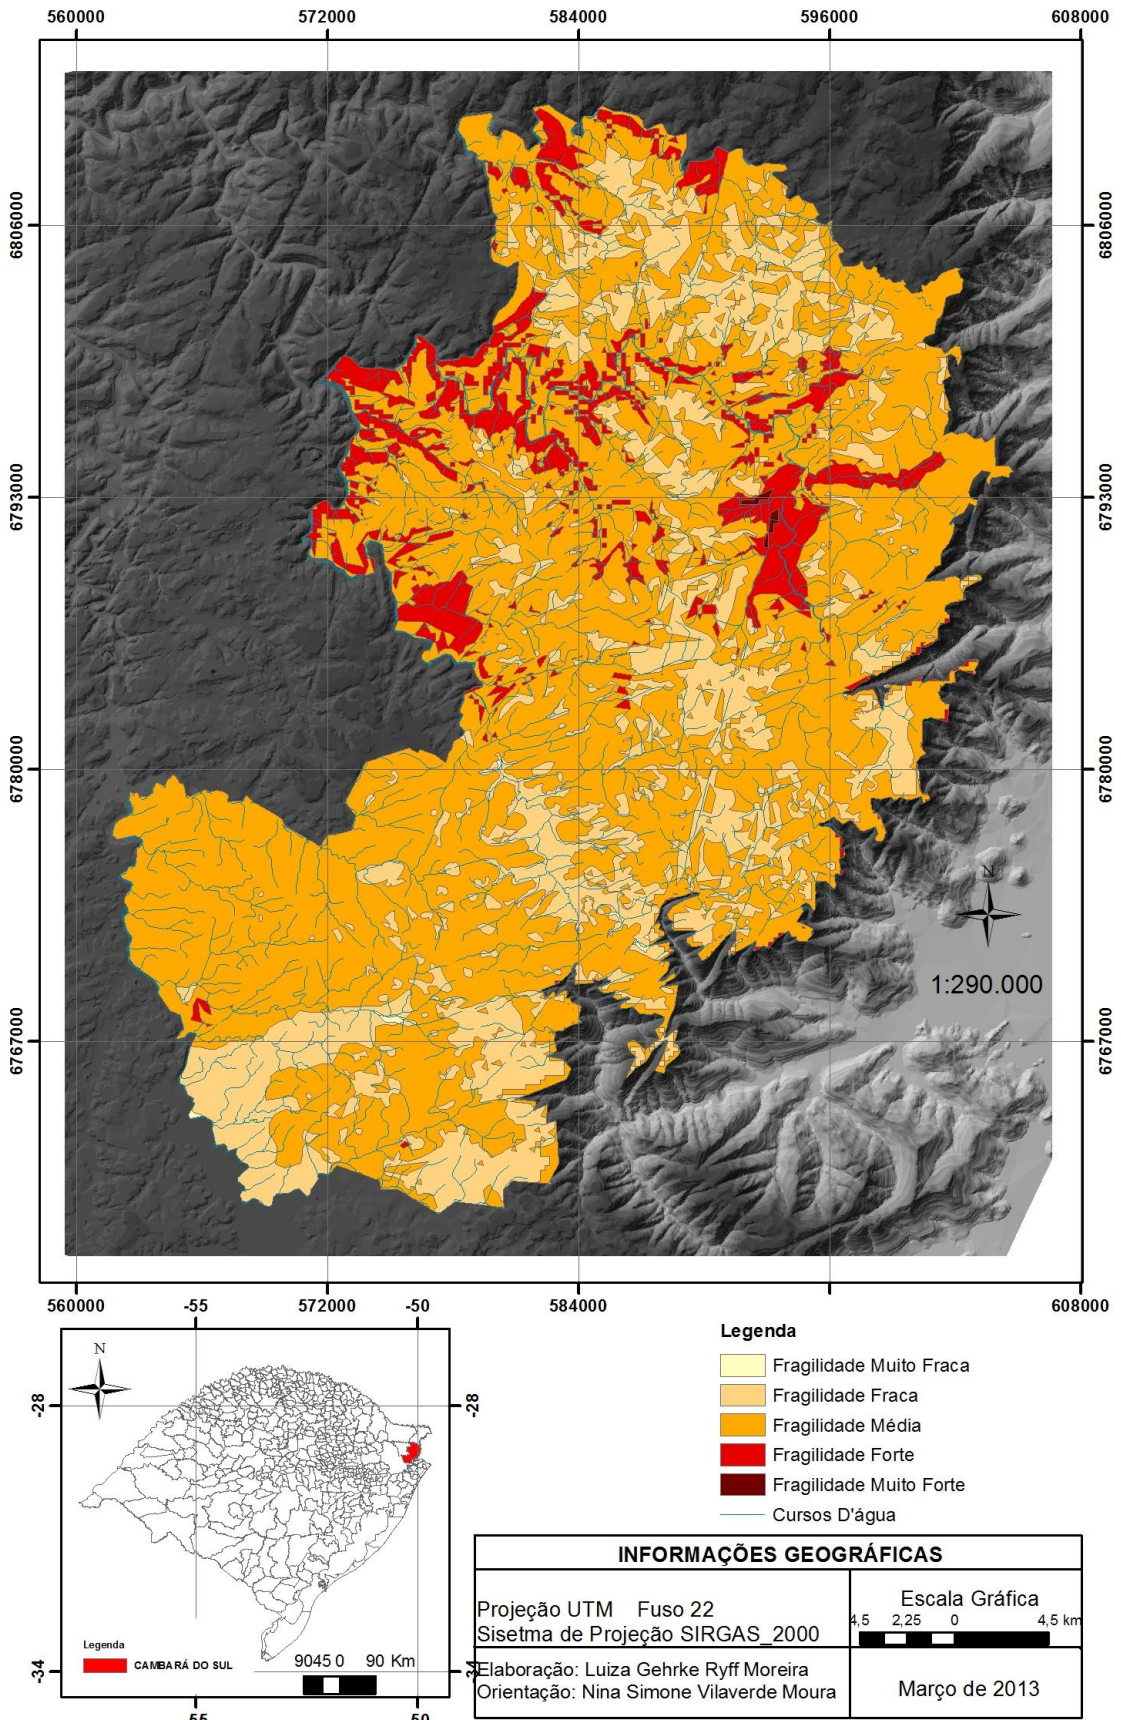 560000 572000 584000 596000 608000
6806000 6806000
6793000 6793000
6780000 6780000
N
1:290.000
6767000 6767000
560000 572000 584000 608000
-55 -50
N
-28 -28
-34 -34
Legenda
CAMBARÁ DO SUL
9045 0 90 Km
-55 -50
Legenda
Fragilidade Muito Fraca
Fragilidade Fraca
Fragilidade Média
Fragilidade Forte
Fragilidade Muito Forte
Cursos D'água
INFORMAÇÕES GEOGRÁFICAS
Projeção UTM Fuso 22
Sisetma de Projeção SIRGAS_2000
Escala Gráfica
4,5 2,25 0 4,5 km
Elaboração: Luiza Gehrke Ryff Moreira
Orientação: Nina Simone Vilaverde Moura
Março de 2013